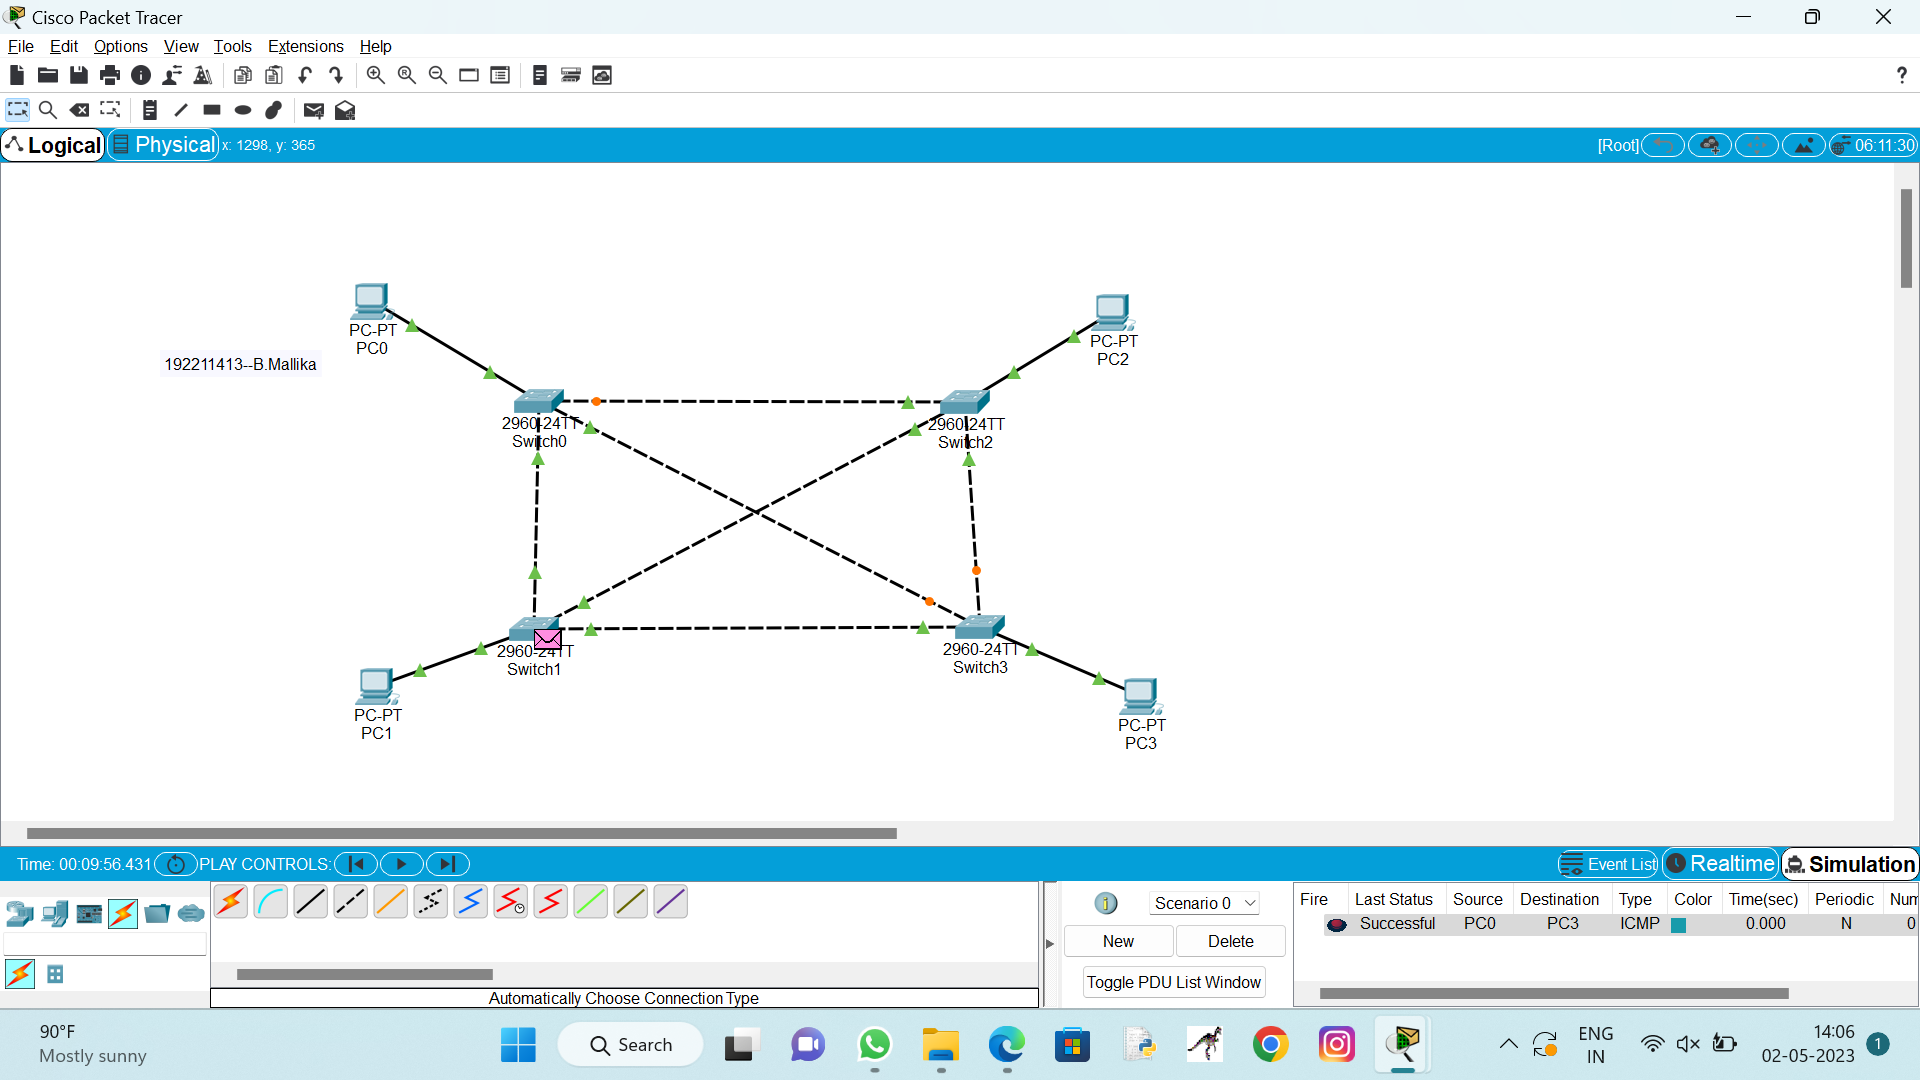 Cisco Packet Tracer
File Edit Options View Tools Extensions Help
?
Logical Physical x: 1298, y: 365 [Root] 06:11:30
PC-PT
PC0
PC-PT
PC2
192211413--B.Mallika
2960-24TT
Switch0
2960-24TT
Switch2
2960-24TT
Switch1
2960-24TT
Switch3
PC-PT
PC1
PC-PT
PC3
Time: 00:09:56.431 PLAY CONTROLS: Event List Realtime Simulation
Scenario 0
New Delete
Toggle PDU List Window
Fire Last Status Source Destination Type Color Time(sec) Periodic Num
Successful PC0 PC3 ICMP 0.000 N 0
Automatically Choose Connection Type
90°F
Mostly sunny
Search
ENG
IN
14:06
02-05-2023
1